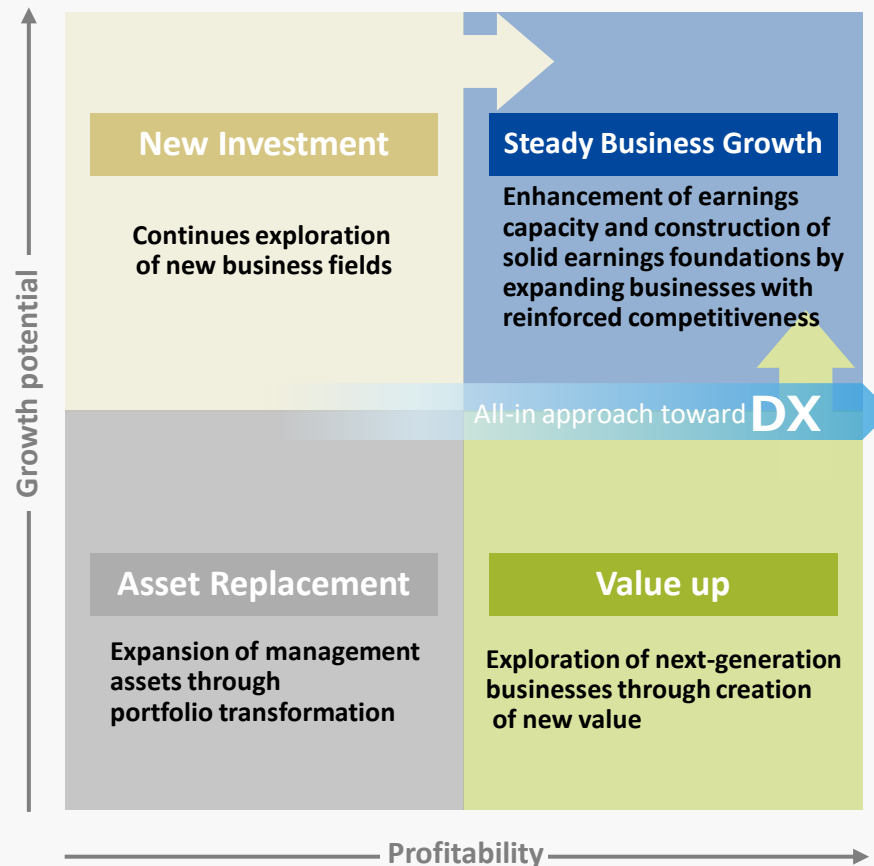 Growth potential
New Investment
Continues exploration
of new business fields
Steady Business Growth
Enhancement of earnings
capacity and construction of
solid earnings foundations by
expanding businesses with
reinforced competitiveness
All-in approach toward DX
Asset Replacement
Expansion of management
assets through
portfolio transformation
Value up
Exploration of next-generation
businesses through creation
of new value
Profitability